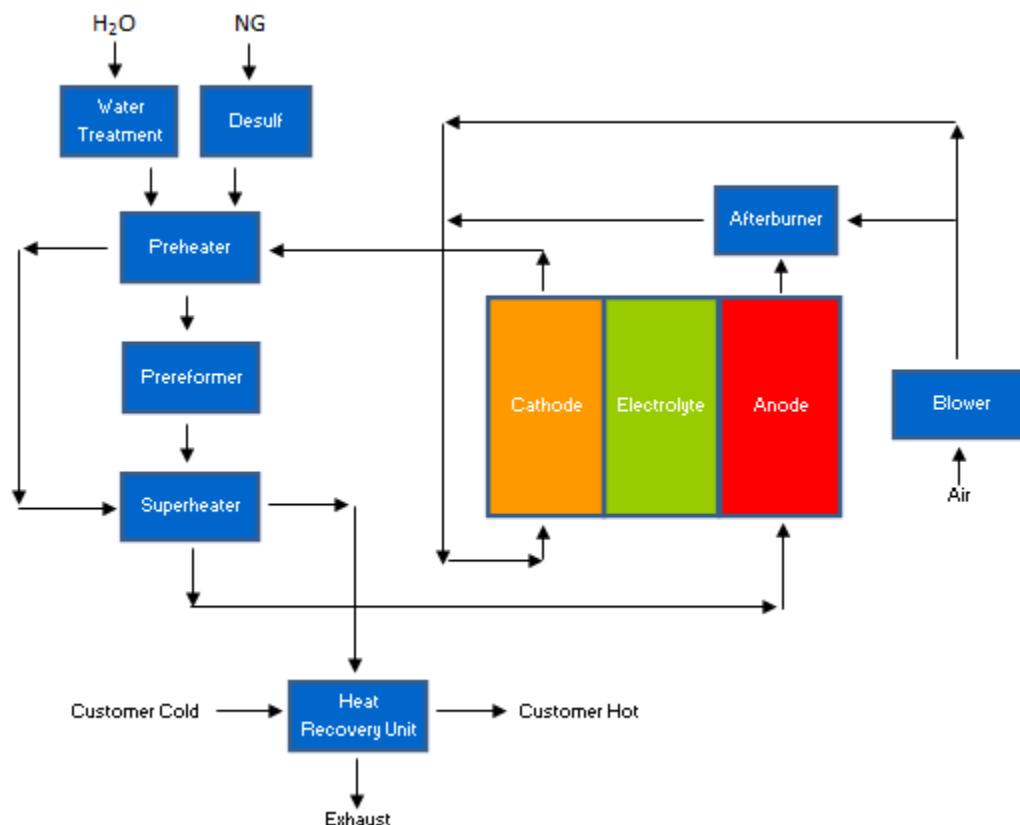 H₂O
NG
Water
Treatment
Desulf
Afterburner
Preheater
Prereformer
Cathode
Electrolyte
Anode
Blower
Air
Superheater
Customer Cold
Heat
Recovery Unit
Customer Hot
Exhaust